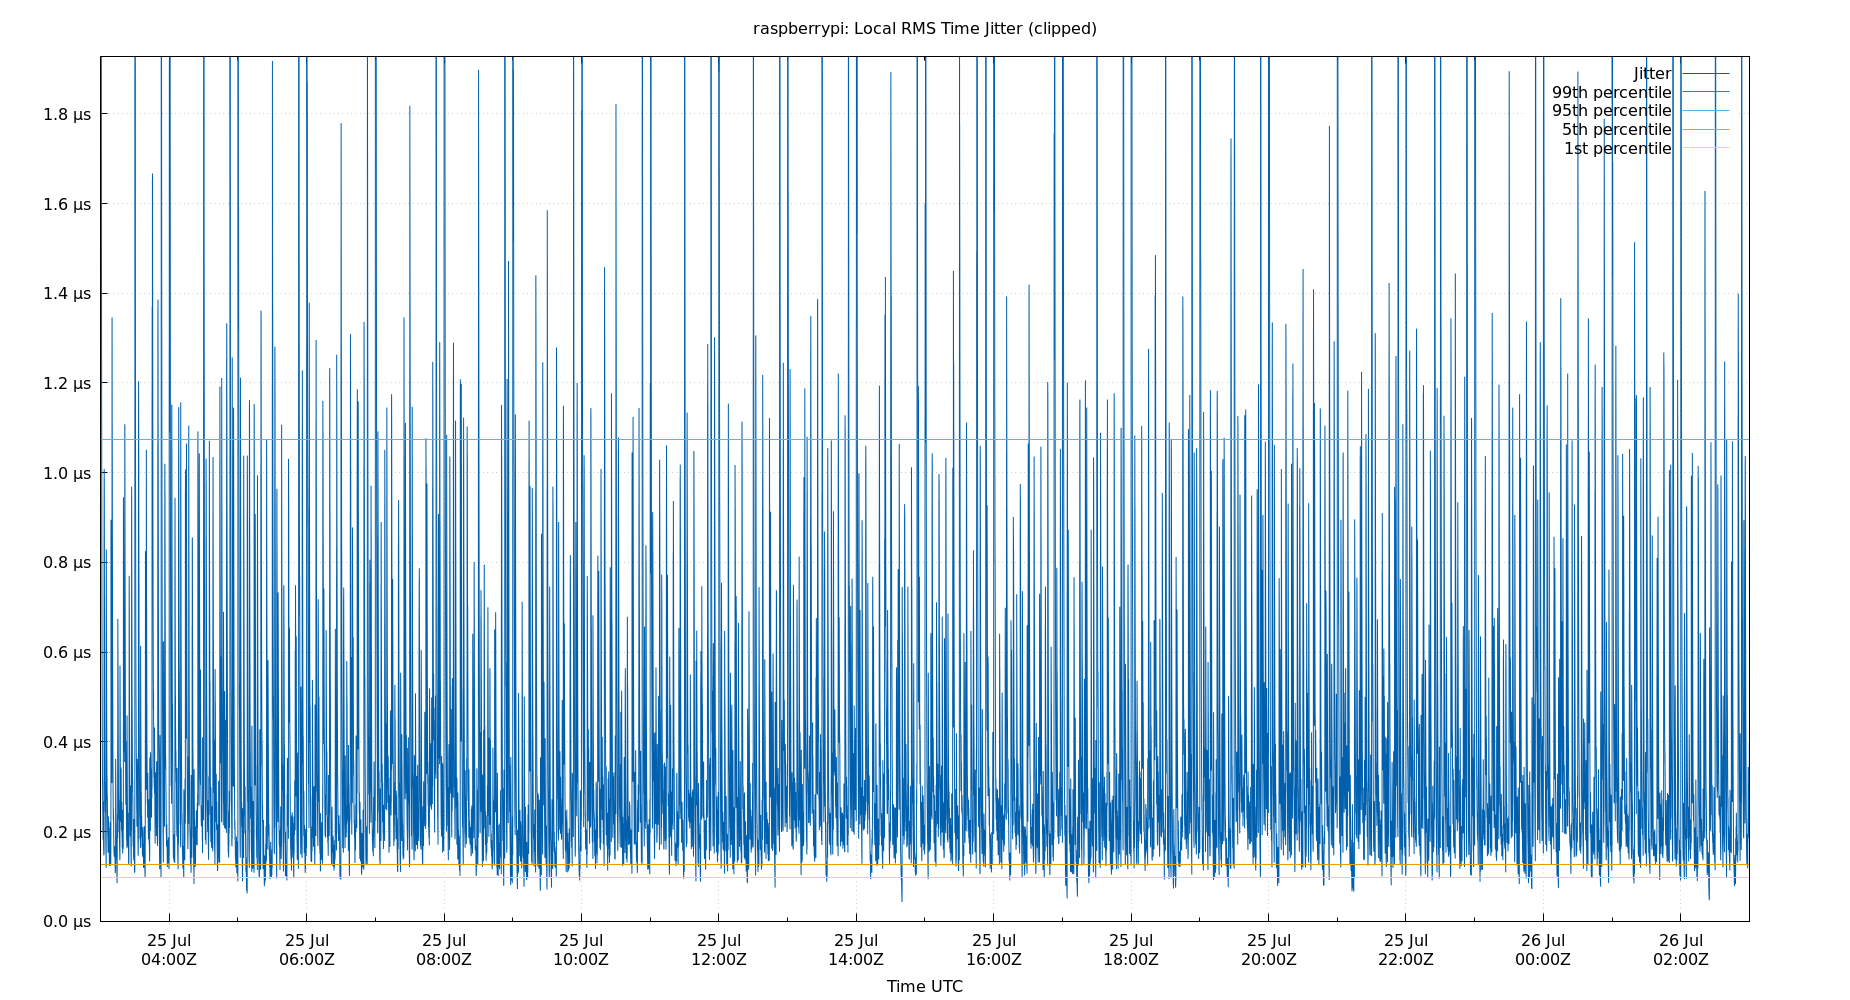 raspberrypi: Local RMS Time Jitter (clipped)
Jitter
99th percentile
95th percentile
5th percentile
1st percentile
1.8 µs
1.6 µs
1.4 µs
1.2 µs
1.0 µs
0.8 µs
0.6 µs
0.4 µs
0.2 µs
0.0 µs
25 Jul 25 Jul 25 Jul 25 Jul 25 Jul 25 Jul 25 Jul 25 Jul 25 Jul 25 Jul 26 Jul 26 Jul
04:00Z 06:00Z 08:00Z 10:00Z 12:00Z 14:00Z 16:00Z 18:00Z 20:00Z 22:00Z 00:00Z 02:00Z
Time UTC